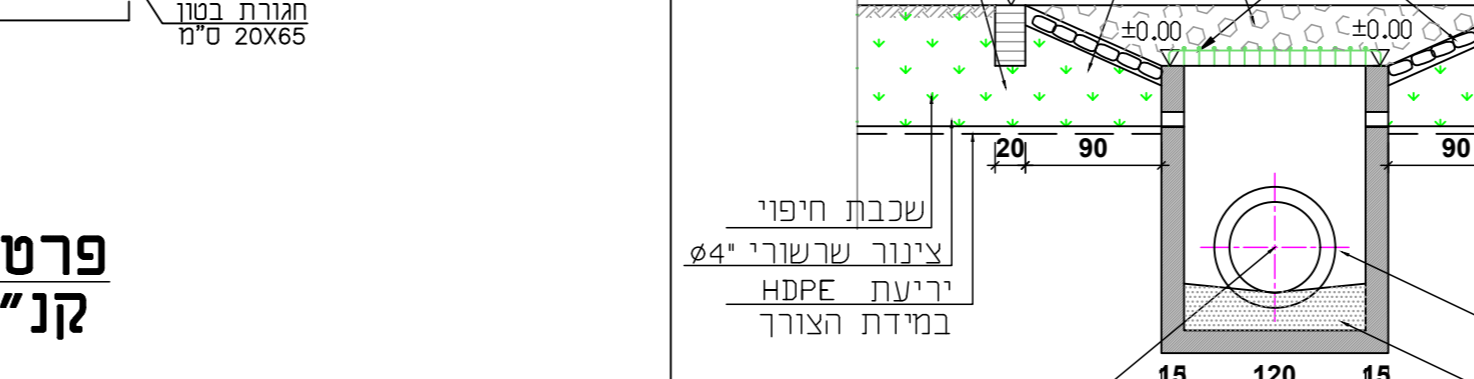 חגורת בטון
20X65 ס"מ
±0.00
±0.00
20
90
90
שכבת חיפוי
צינור שרשורי "4ø
יריעת HDPE
במידת הצורך
פרט
קנ"
15
120
15